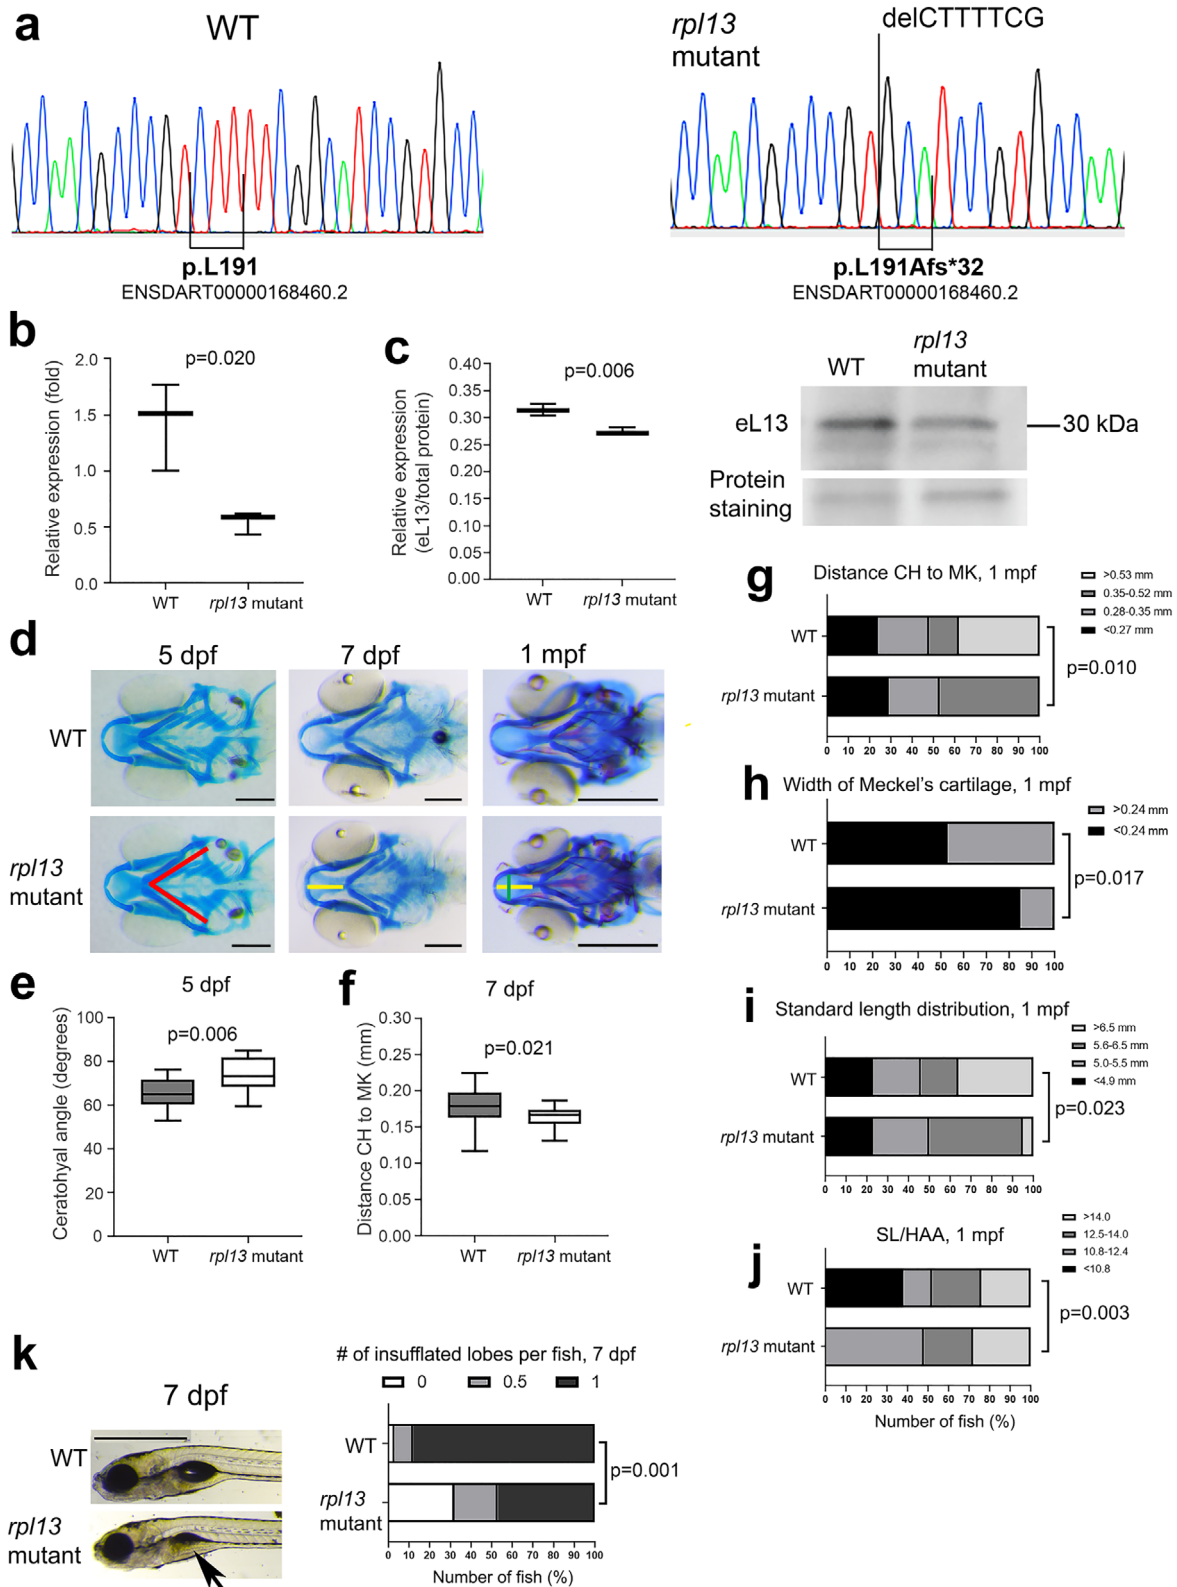 a
WT
rpl13
mutant
delCTTTTCG
p.L191
ENSDART00000168460.2
p.L191Afs*32
ENSDART00000168460.2
b
Relative expression (fold)
2.0
1.5
1.0
0.5
0.0
p=0.020
WT
rpl13 mutant
c
Relative expression
(eL13/total protein)
0.40
0.35
0.30
0.25
0.20
0.15
0.10
0.05
0.00
p=0.006
WT
rpl13 mutant
WT
rpl13
mutant
eL13
30 kDa
Protein
staining
d
5 dpf
7 dpf
1 mpf
WT
rpl13
mutant
e
5 dpf
Ceratohyal angle (degrees)
100
80
60
40
20
0
p=0.006
WT
rpl13 mutant
f
7 dpf
Distance CH to MK (mm)
0.30
0.25
0.20
0.15
0.10
0.05
0.00
p=0.021
WT
rpl13 mutant
g
Distance CH to MK, 1 mpf
>0.53 mm
0.35-0.52 mm
0.28-0.35 mm
<0.27 mm
WT
rpl13 mutant
p=0.010
0 10 20 30 40 50 60 70 80 90 100
h
Width of Meckel's cartilage, 1 mpf
>0.24 mm
<0.24 mm
WT
rpl13 mutant
p=0.017
0 10 20 30 40 50 60 70 80 90 100
i
Standard length distribution, 1 mpf
>6.5 mm
5.6-6.5 mm
5.0-5.5 mm
<4.9 mm
WT
rpl13 mutant
p=0.023
0 10 20 30 40 50 60 70 80 90 100
j
SL/HAA, 1 mpf
>14.0
12.5-14.0
10.8-12.4
<10.8
WT
rpl13 mutant
p=0.003
0 10 20 30 40 50 60 70 80 90 100
Number of fish (%)
k
7 dpf
WT
rpl13
mutant
# of insufflated lobes per fish, 7 dpf
0 0.5 1
WT
rpl13
mutant
p=0.001
0 10 20 30 40 50 60 70 80 90 100
Number of fish (%)